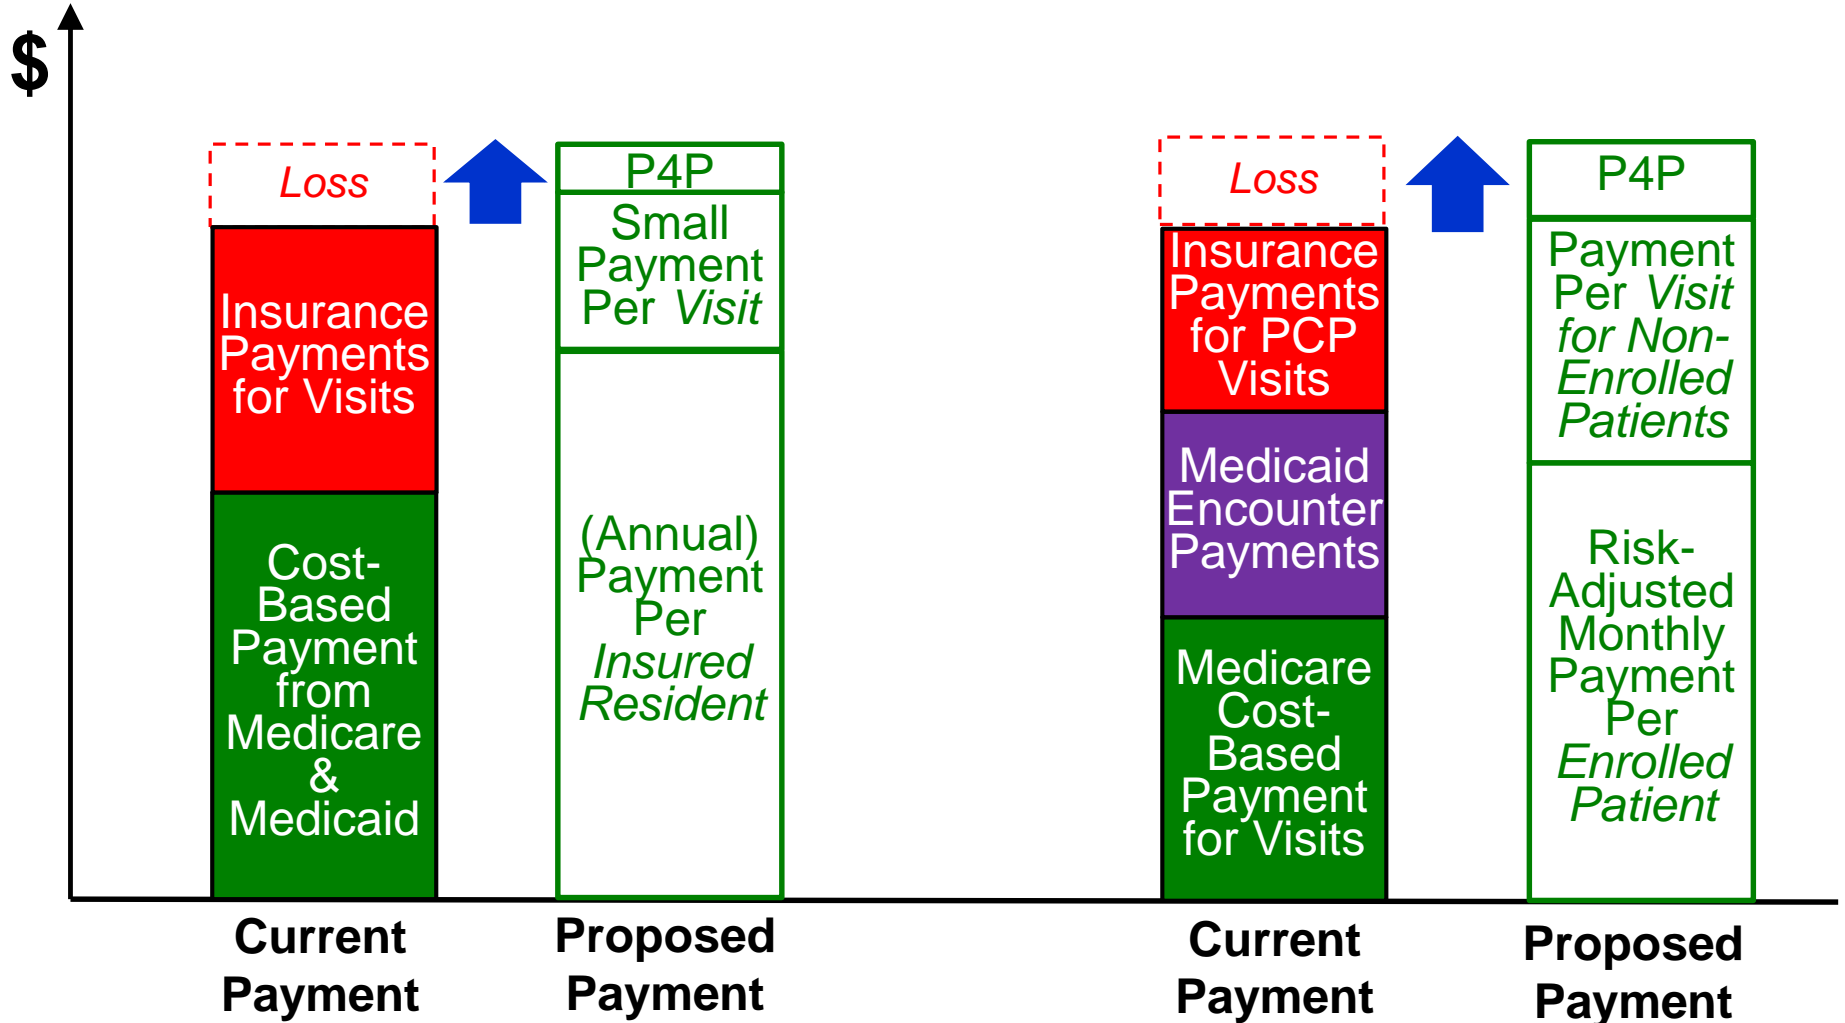 $
Loss
Insurance
Payments
for Visits
Cost-
Based
Payment
from
Medicare
&
Medicaid
Current
Payment
P4P
Small
Payment
Per Visit
(Annual)
Payment
Per
Insured
Resident
Proposed
Payment
Loss
Insurance
Payments
for PCP
Visits
Medicaid
Encounter
Payments
Medicare
Cost-
Based
Payment
for Visits
Current
Payment
P4P
Payment
Per Visit
for Non-
Enrolled
Patients
Risk-
Adjusted
Monthly
Payment
Per
Enrolled
Patient
Proposed
Payment